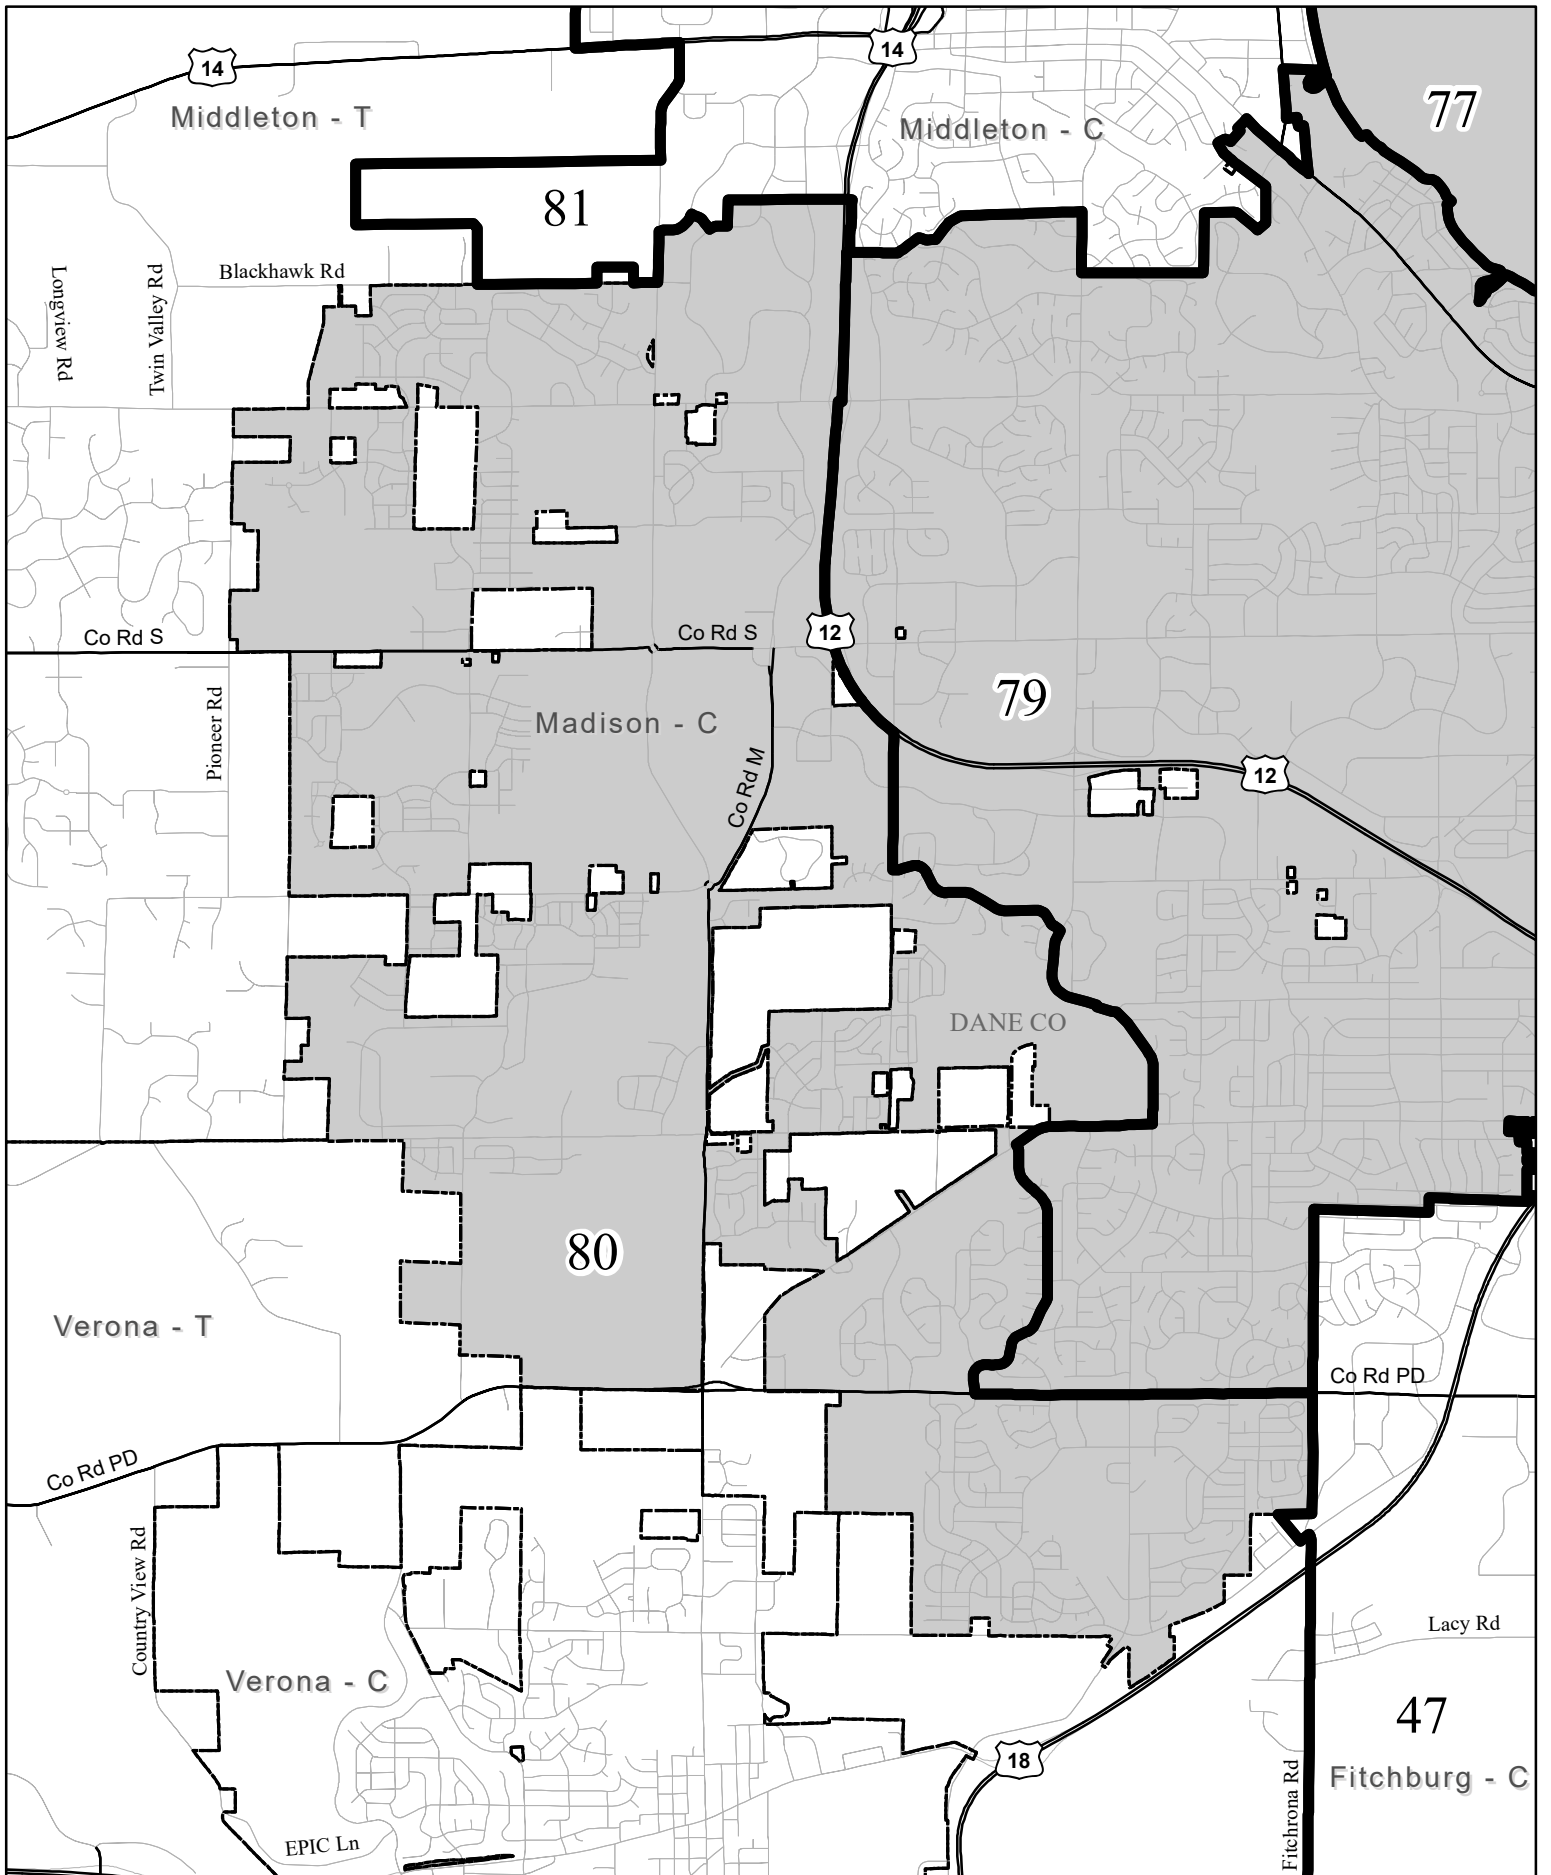 14
14
77
Middleton - T
Middleton - C
81
Blackhawk Rd
Longview Rd
Twin Valley Rd
Co Rd S
Co Rd S
12
79
Pioneer Rd
Madison - C
Co Rd M
12
DANE CO
80
Verona - T
Co Rd PD
Co Rd PD
Country View Rd
Lacy Rd
Verona - C
47
18
Fitchrona Rd
Fitchburg - C
EPIC Ln